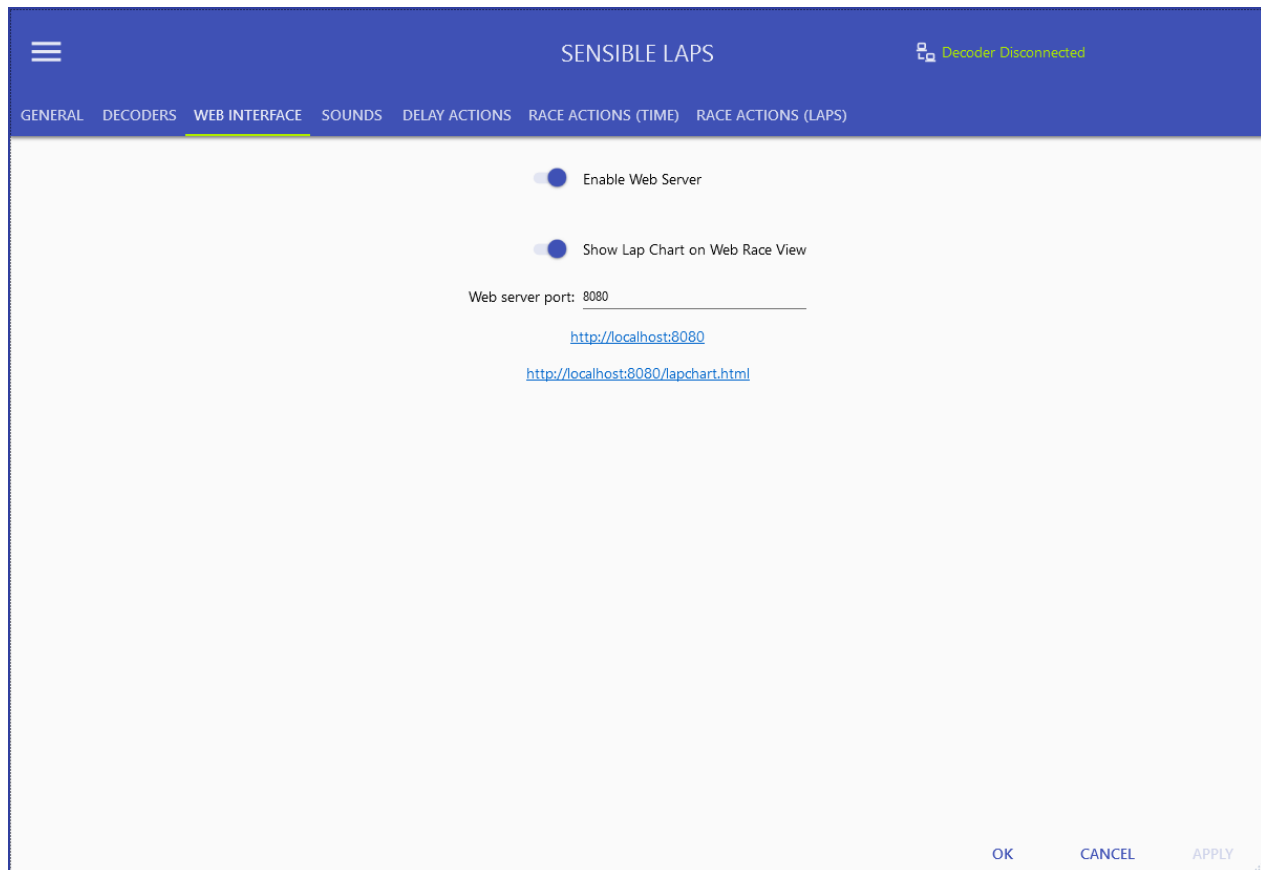 SENSIBLE LAPS
Decoder Disconnected
GENERAL DECODERS WEB INTERFACE SOUNDS DELAY ACTIONS RACE ACTIONS (TIME) RACE ACTIONS (LAPS)
Enable Web Server
Show Lap Chart on Web Race View
Web server port: 8080
http://localhost:8080
http://localhost:8080/lapchart.html
OK CANCEL APPLY